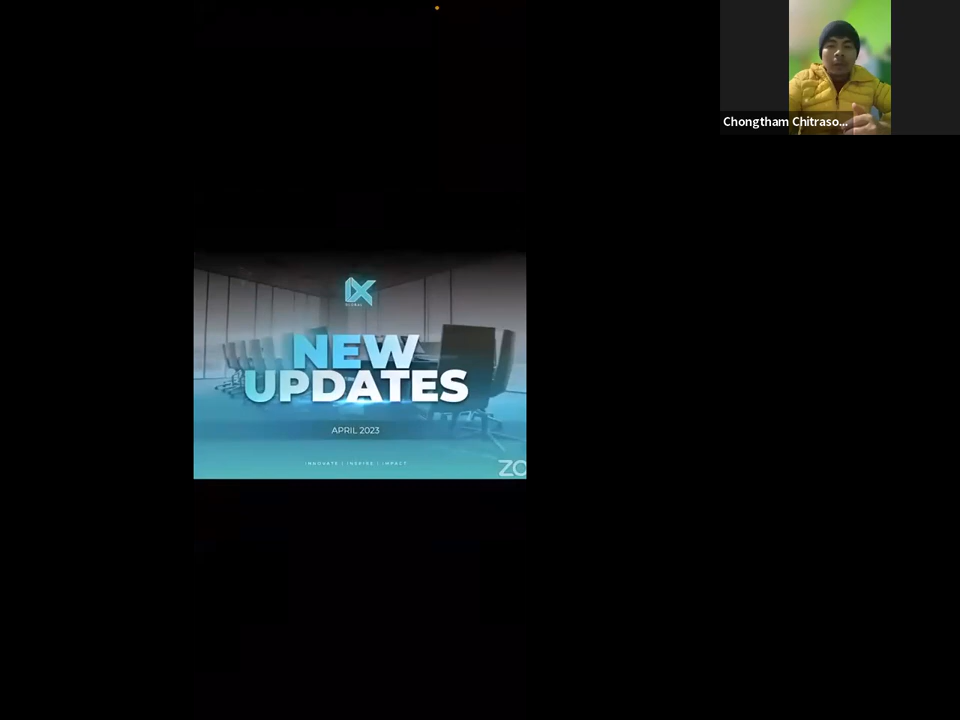 Chongtham Chitraso...
IX
GLOBAL
NEW
UPDATES
APRIL 2023
INNOVATE | INSPIRE | IMPACT
ZO